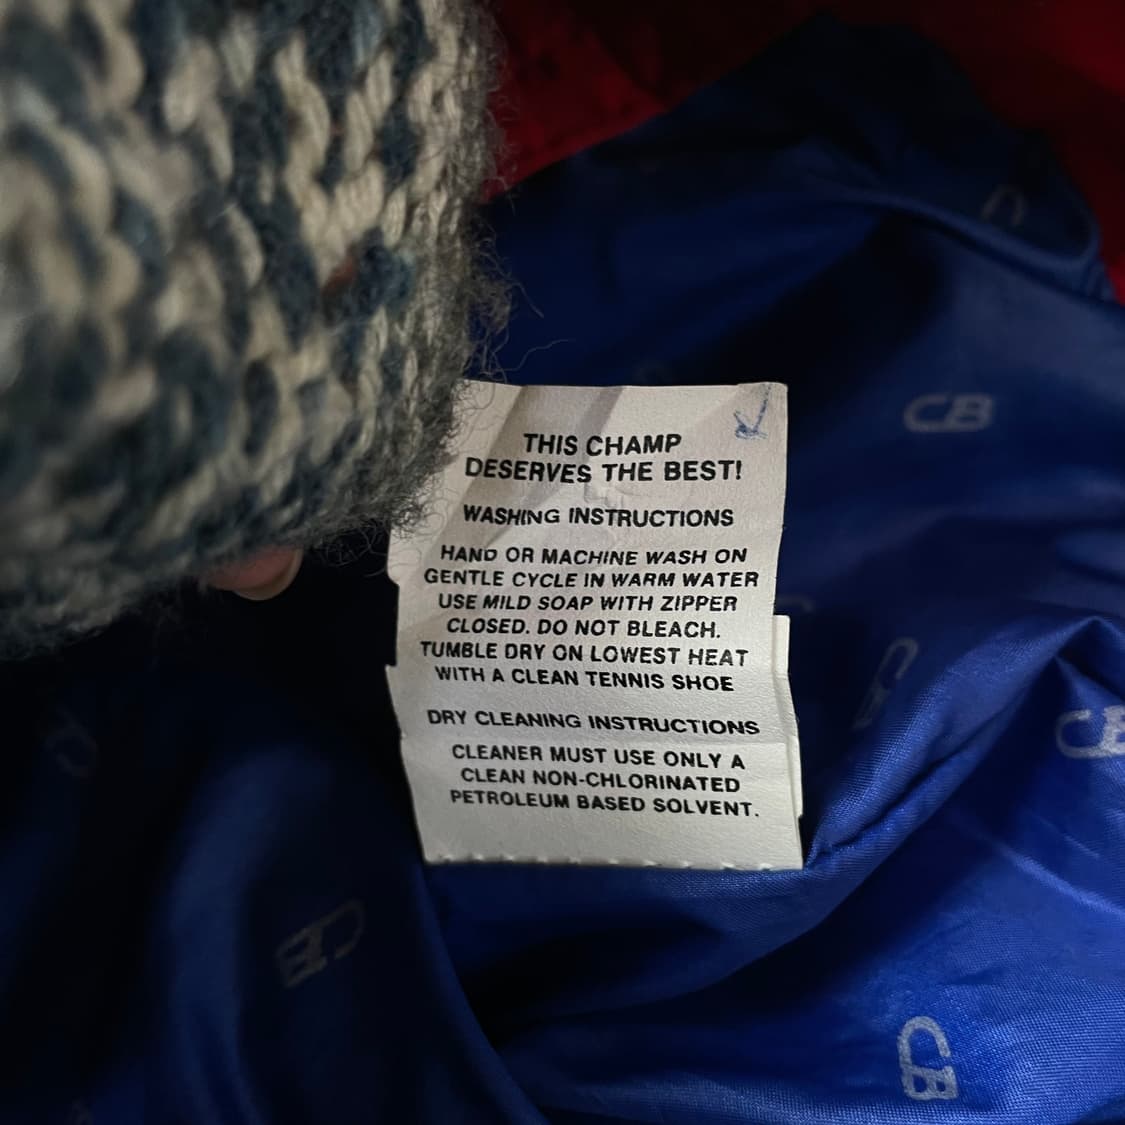 THIS CHAMP
DESERVES THE BEST!
WASHING INSTRUCTIONS
HAND OR MACHINE WASH ON
GENTLE CYCLE IN WARM WATER
USE MILD SOAP WITH ZIPPER
CLOSED. DO NOT BLEACH.
TUMBLE DRY ON LOWEST HEAT
WITH A CLEAN TENNIS SHOE
DRY CLEANING INSTRUCTIONS
CLEANER MUST USE ONLY A
CLEAN NON-CHLORINATED
PETROLEUM BASED SOLVENT.
CB
CB
CB
CB